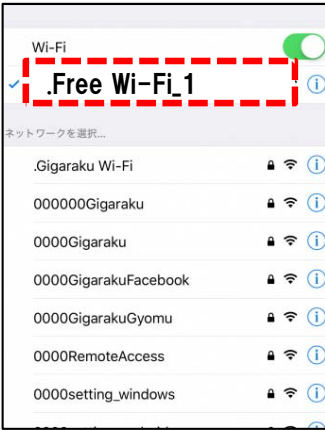 Wi-Fi
.Free Wi-Fi_1
ネットワークを選択...
.Gigaraku Wi-Fi
000000Gigaraku
0000Gigaraku
0000GigarakuFacebook
0000GigarakuGyomu
0000RemoteAccess
0000setting_windows